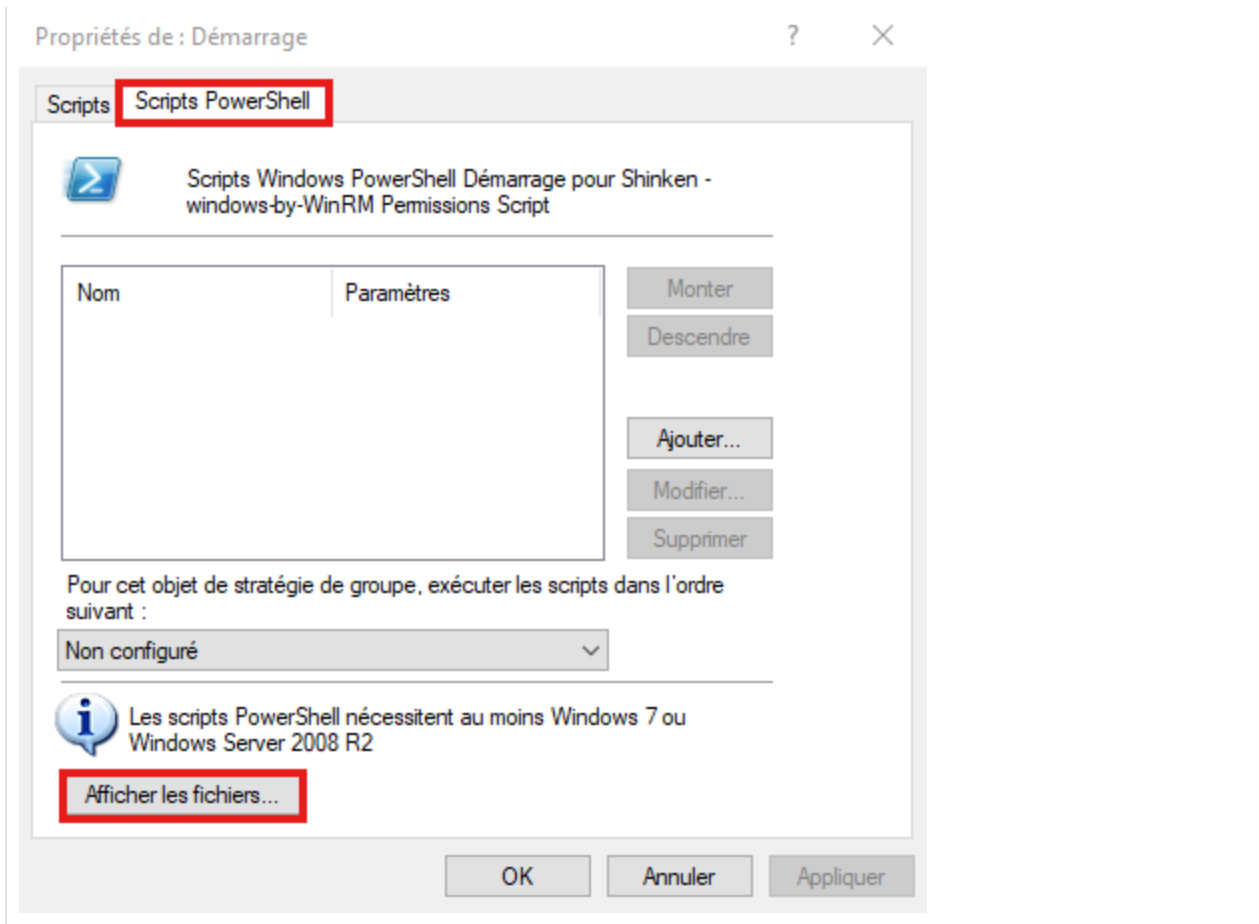 Propriétés de : Démarrage
?
Scripts
Scripts PowerShell
Scripts Windows PowerShell Démarrage pour Shinken -
windows-by-WinRM Permissions Script
Nom
Paramètres
Monter
Descendre
Ajouter...
Modifier...
Supprimer
Pour cet objet de stratégie de groupe, exécuter les scripts dans l'ordre
suivant :
Non configuré
Les scripts PowerShell nécessitent au moins Windows 7 ou
Windows Server 2008 R2
Afficher les fichiers...
OK
Annuler
Appliquer